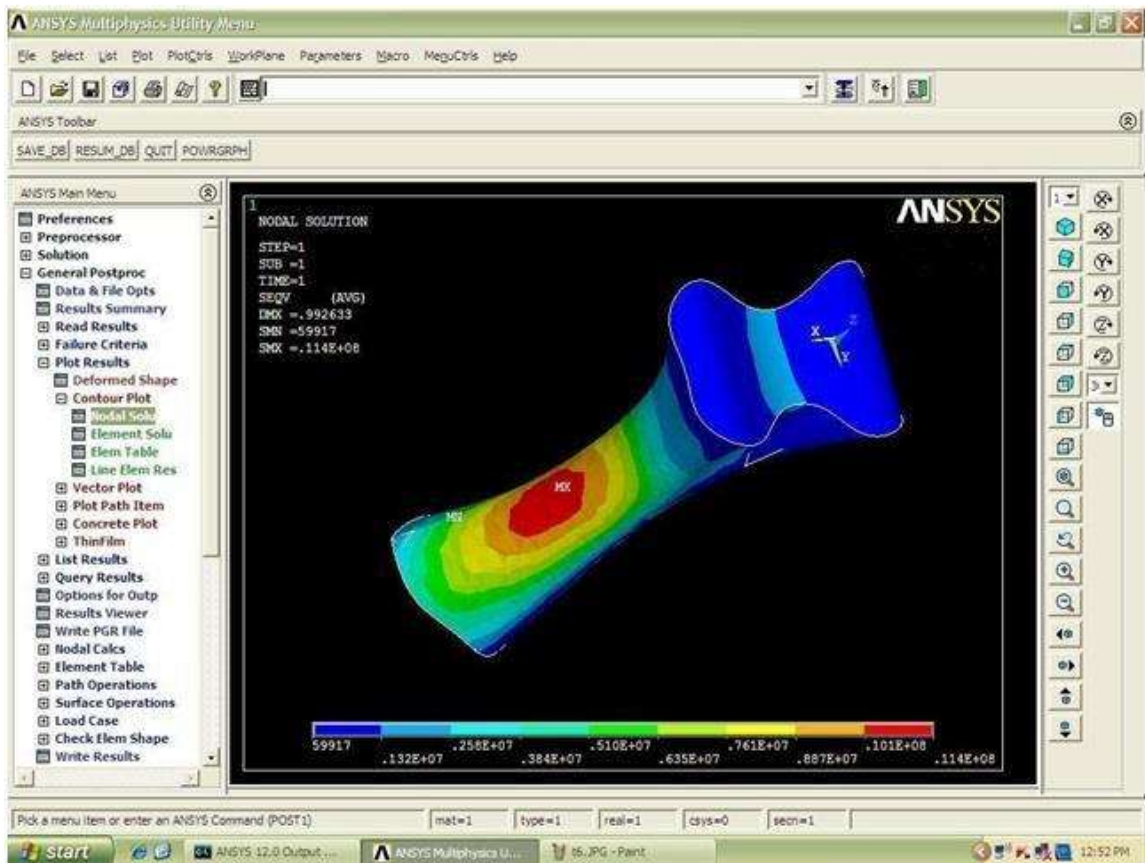 ANSYS Multiphysics Utility Menu
File Select List Plot PlotCtrls WorkPlane Parameters Macro MenuCtrls Help
ANSYS Toolbar
SAVE_DB RESUM_DB QUIT POWRGRPH
ANSYS Main Menu
Preferences
Preprocessor
Solution
General Postproc
Data & File Opts
Results Summary
Read Results
Failure Criteria
Plot Results
Deformed Shape
Contour Plot
Nodal Solu
Element Solu
Elem Table
Line Elem Res
Vector Plot
Plot Path Item
Concrete Plot
ThinFilm
List Results
Query Results
Options for Outp
Results Viewer
Write PGR File
Nodal Calcs
Element Table
Path Operations
Surface Operations
Load Case
Check Elem Shape
Write Results
1
NODAL SOLUTION
STEP=1
SUB =1
TIME=1
SEQV (AVG)
DMX =.992633
SMN =59917
SMX =.114E+08
ANSYS
X
Y
Z
MX
MN
59917 .258E+07 .510E+07 .761E+07 .101E+08
.132E+07 .384E+07 .635E+07 .887E+07 .114E+08
1
3
Pick a menu item or enter an ANSYS Command (POST1) mat=1 type=1 real=1 csys=0 secn=1
start ANSYS 12.0 Output ... ANSYS Multiphysics U... t6.JPG - Paint 12:52 PM